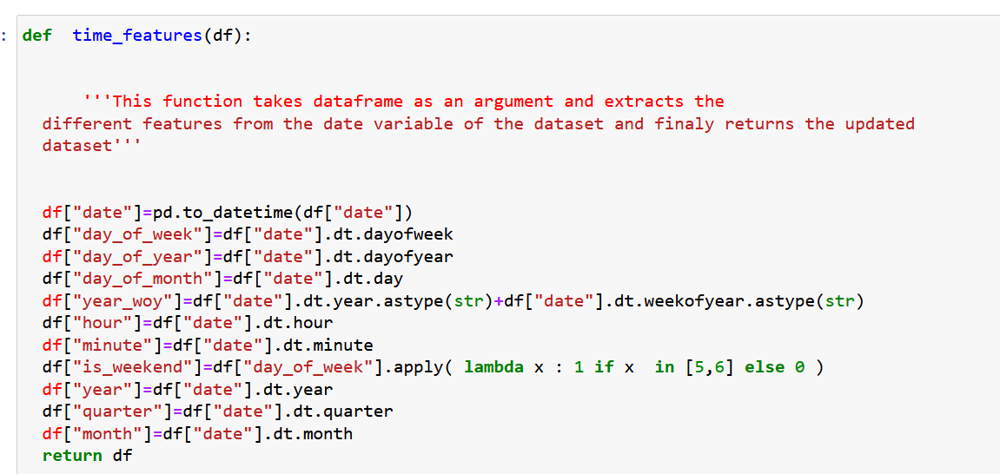 : def  time_features(df):
'''This function takes dataframe as an argument and extracts the
different features from the date variable of the dataset and finaly returns the updated
dataset'''
df["date"]=pd.to_datetime(df["date"])
df["day_of_week"]=df["date"].dt.dayofweek
df["day_of_year"]=df["date"].dt.dayofyear
df["day_of_month"]=df["date"].dt.day
df["year_woy"]=df["date"].dt.year.astype(str)+df["date"].dt.weekofyear.astype(str)
df["hour"]=df["date"].dt.hour
df["minute"]=df["date"].dt.minute
df["is_weekend"]=df["day_of_week"].apply( lambda x : 1 if x  in [5,6] else 0 )
df["year"]=df["date"].dt.year
df["quarter"]=df["date"].dt.quarter
df["month"]=df["date"].dt.month
return df